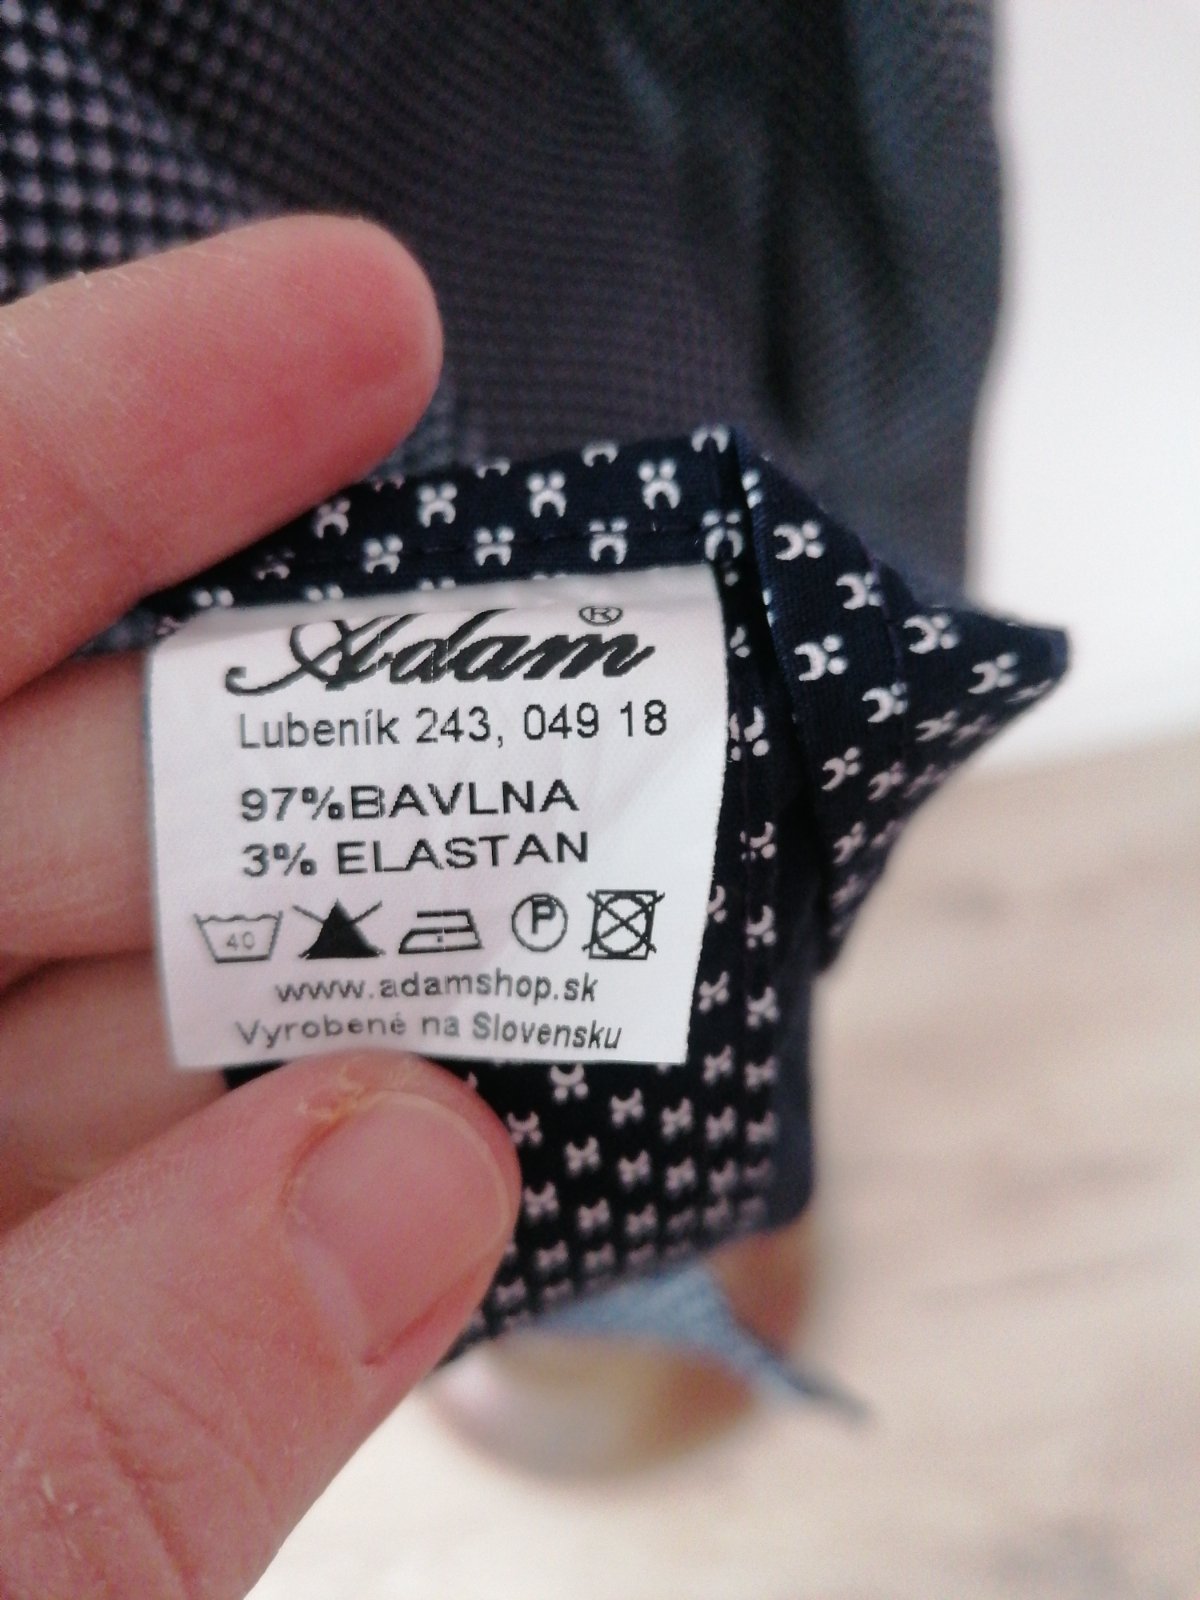 Adam®
Lubeník 243, 049 18
97%BAVLNA
3% ELASTAN
40 P
www.adamshop.sk
Vyrobené na Slovensku